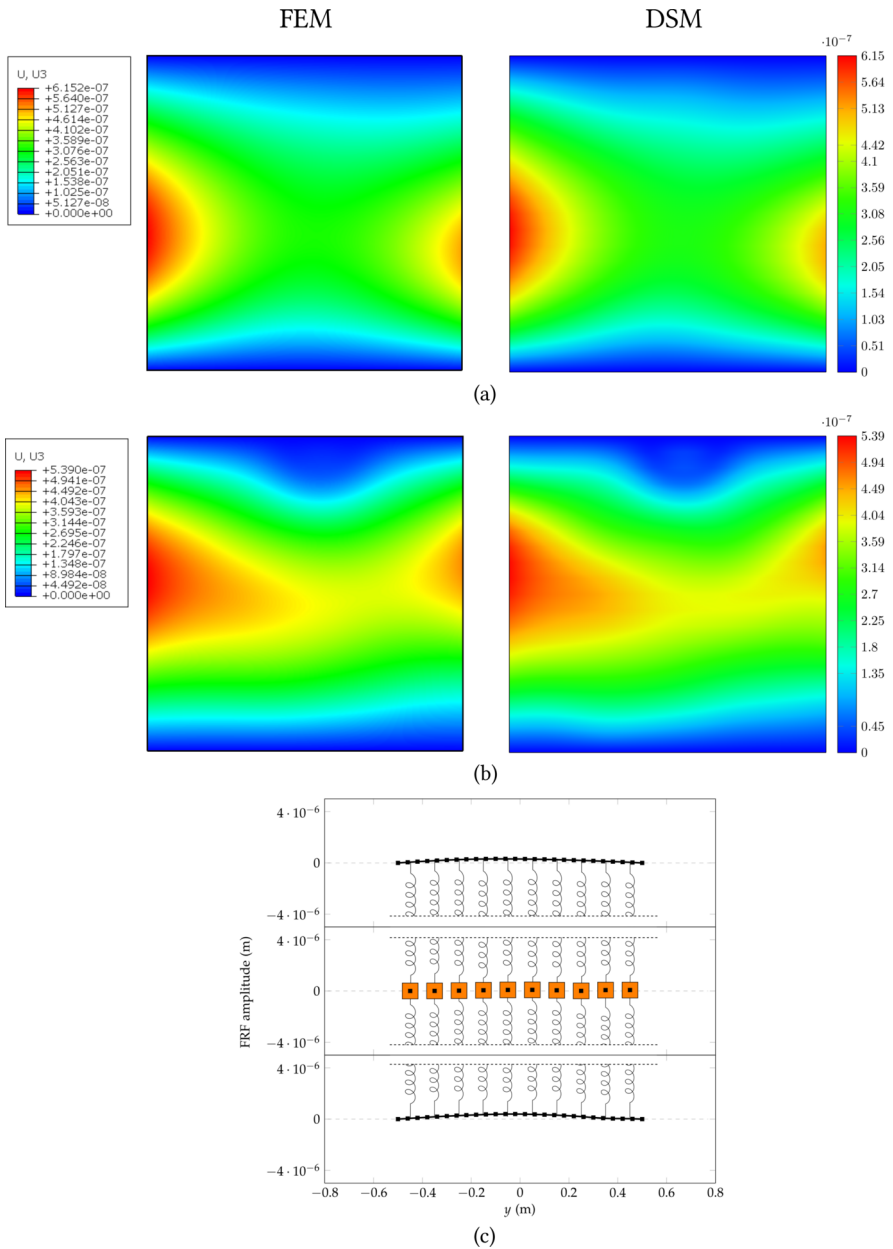 FEM
DSM
U, U3
+6.152e-07
+5.640e-07
+5.127e-07
+4.614e-07
+4.102e-07
+3.589e-07
+3.076e-07
+2.563e-07
+2.051e-07
+1.538e-07
+1.025e-07
+5.127e-08
+0.000e+00
·10⁻⁷
6.15
5.64
5.13
4.62
1.42
4.1
3.59
3.08
2.56
2.05
1.54
1.03
0.51
0
(a)
U, U3
+5.390e-07
+4.941e-07
+4.492e-07
+4.043e-07
+3.593e-07
+3.144e-07
+2.695e-07
+2.246e-07
+1.797e-07
+1.348e-07
+8.984e-08
+4.492e-08
+0.000e+00
·10⁻⁷
5.39
4.94
4.49
4.04
3.59
3.14
2.7
2.25
1.8
1.35
0.45
0
(b)
FRF amplitude (m)
4 · 10⁻⁶
0
−4 · 10⁻⁶
4 · 10⁻⁶
0
−4 · 10⁻⁶
4 · 10⁻⁶
0
−4 · 10⁻⁶
−0.8 −0.6 −0.4 −0.2 0 0.2 0.4 0.6 0.8
y (m)
(c)